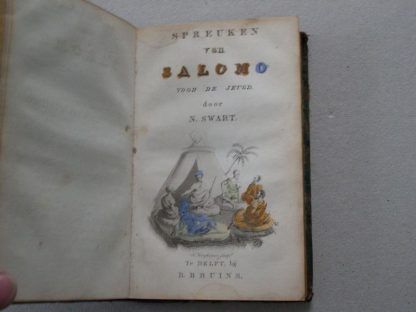 SPREUKEN
VAN
SALOMO
VOOR DE JEUGD.
door
N. SWART.
Te DELFT, bij
B. BRUINS.